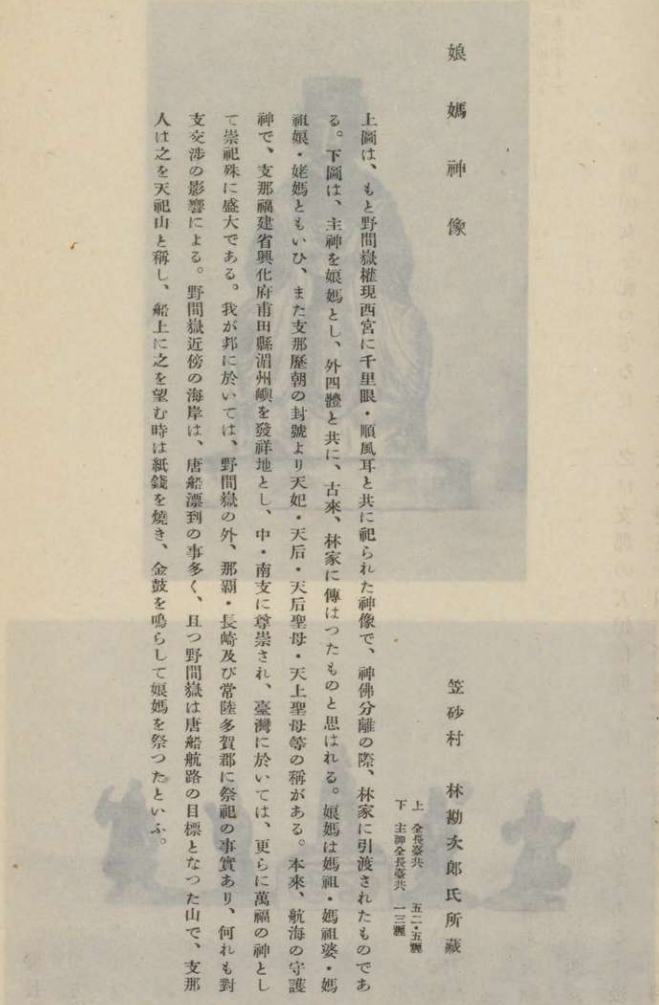 娘媽神像
笠砂村　林勘次郎氏所藏
上　全長臺共　五二・五糎
下　主神全長臺共　一三糎
上圖は、もと野間嶽權現西宮に千里眼・順風耳と共に祀られた神像で、神佛分離の際、林家に引渡されたものであ
る。下圖は、主神を娘媽とし、外四體と共に、古來、林家に傳はつたものと思はれる。娘媽は媽祖・媽祖婆・媽
祖娘・姥媽ともいひ、また支那歷朝の封號より天妃・天后・天后聖母・天上聖母等の稱がある。本來、航海の守護
神で、支那福建省興化府甫田縣湄州嶼を發祥地とし、中・南支に尊崇され、臺灣に於いては、更らに萬福の神とし
て崇祀殊に盛大である。我が邦に於いては、野間嶽の外、那覇・長崎及び常陸多賀郡に祭祀の事實あり、何れも對
支交渉の影響による。野間嶽近傍の海岸は、唐船漂到の事多く、且つ野間嶽は唐船航路の目標となつた山で、支那
人は之を天祀山と稱し、船上に之を望む時は紙錢を燒き、金鼓を鳴らして娘媽を祭つたといふ。